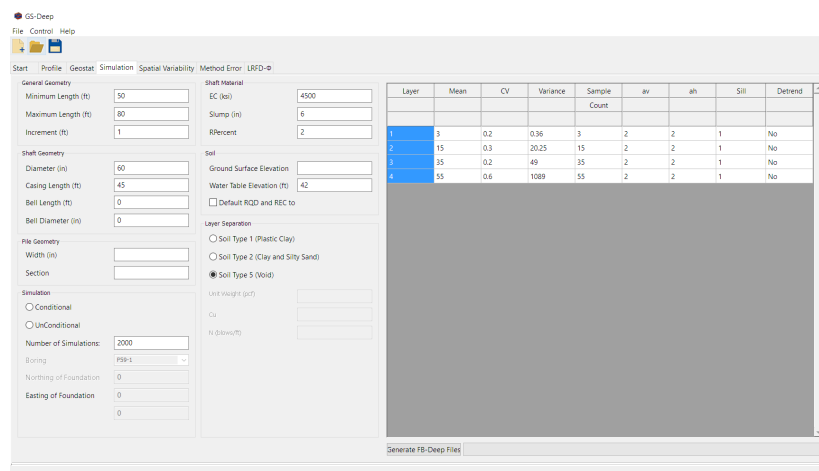 GS-Deep
File Control Help
Start Profile Geostat Simulation Spatial Variability Method Error LRFD-Φ
General Geometry
Minimum Length (ft) 50
Maximum Length (ft) 80
Increment (ft) 1
Shaft Geometry
Diameter (in) 60
Casing Length (ft) 45
Bell Length (ft) 0
Bell Diameter (in) 0
Pile Geometry
Width (in)
Section
Simulation
Conditional
UnConditional
Number of Simulations: 2000
Boring P59-1
Northing of Foundation 0
Easting of Foundation 0
0
Shaft Material
EC (ksi) 4500
Slump (in) 6
RPercent 2
Soil
Ground Surface Elevation
Water Table Elevation (ft) 42
Default RQD and REC to
Layer Separation
Soil Type 1 (Plastic Clay)
Soil Type 2 (Clay and Silty Sand)
Soil Type 5 (Void)
Unit Weight (pcf)
Cu
N (blows/ft)
Layer Mean CV Variance Sample av ah Sill Detrend
Count
1 3 0.2 0.36 3 2 2 1 No
2 15 0.3 20.25 15 2 2 1 No
3 35 0.2 49 35 2 2 1 No
4 55 0.6 1089 55 2 2 1 No
Generate FB-Deep Files